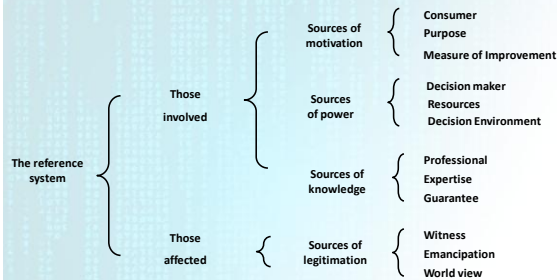 Consumer
Sources of
motivation
Purpose
Measure of Improvement
Those
involved
Sources
of power
Decision maker
Resources
Decision Environment
The reference
system
Sources of
knowledge
Professional
Expertise
Guarantee
Those
affected
Sources of
legitimation
Witness
Emancipation
World view